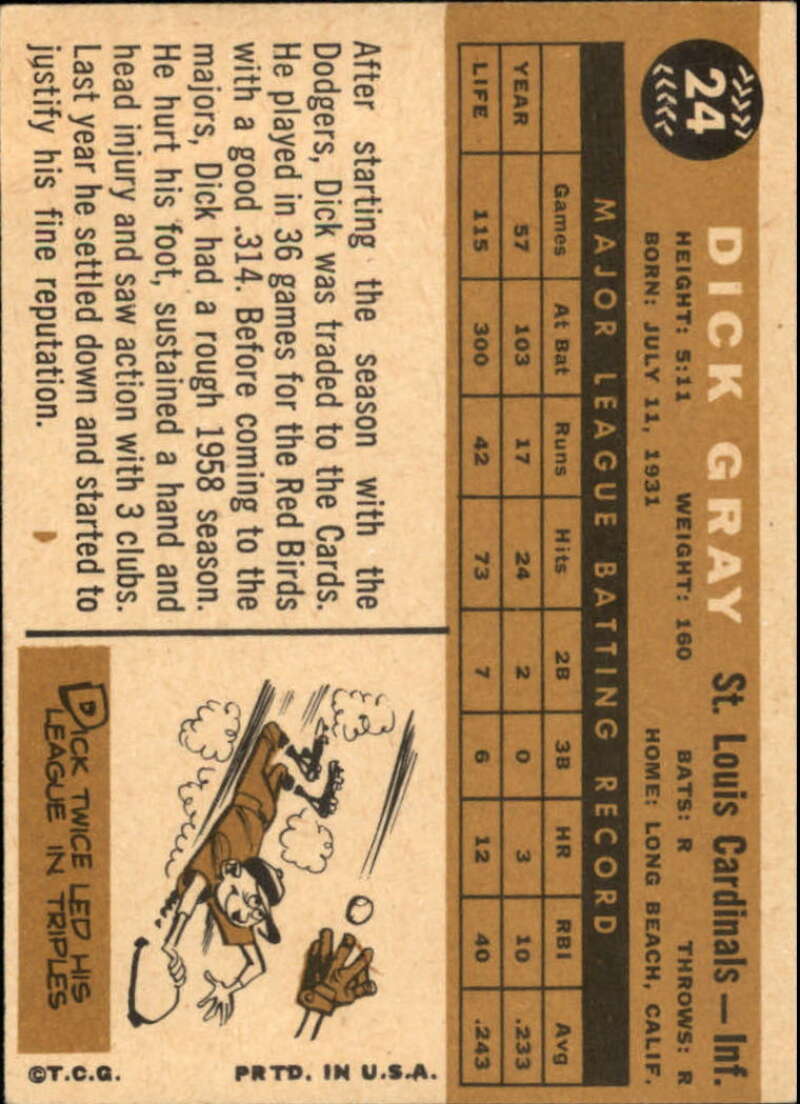 24
DICK GRAY St. Louis Cardinals — Inf.
HEIGHT: 5:11 WEIGHT: 160 BATS: R THROWS: R
BORN: JULY 11, 1931 HOME: LONG BEACH, CALIF.
MAJOR LEAGUE BATTING RECORD
Games At Bat Runs Hits 2B 3B HR RBI Avg
YEAR 57 103 17 24 2 0 3 10 .233
LIFE 115 300 42 73 7 6 12 40 .243
After starting the season with the
Dodgers, Dick was traded to the Cards.
He played in 36 games for the Red Birds
with a good .314. Before coming to the
majors, Dick had a rough 1958 season.
He hurt his foot, sustained a hand and
head injury and saw action with 3 clubs.
Last year he settled down and started to
justify his fine reputation.
DICK TWICE LED HIS
LEAGUE IN TRIPLES
©T.C.G. PRTD. IN U.S.A.